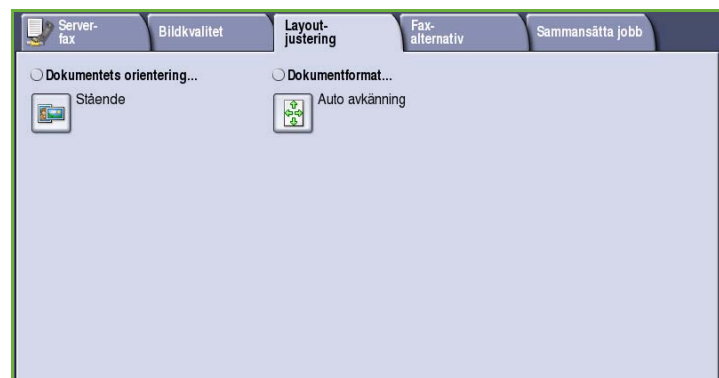 Server-
fax
Bildkvalitet
Layout-
justering
Fax-
alternativ
Sammansätta jobb
Dokumentets orientering...
Stående
Dokumentformat...
Auto avkänning